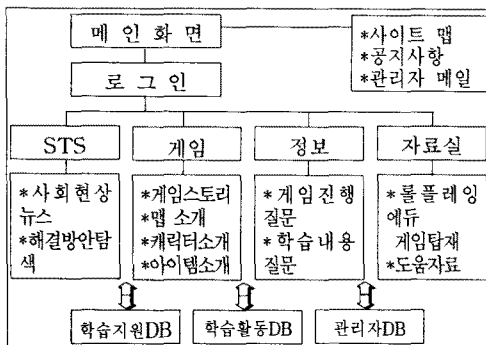 메 인 화 면
*사이트 맵
*공지사항
*관리자 메일
로 그 인
STS
게임
정보
자료실
*사회현상
뉴스
*해결방안탐
색
*게임스토리
*맵 소개
*캐릭터소개
*아이템소개
*게임진행
질문
*학습내용
질문
*롤플레잉
에듀
게임탑재
*도움자료
학습지원DB
학습활동DB
관리자DB